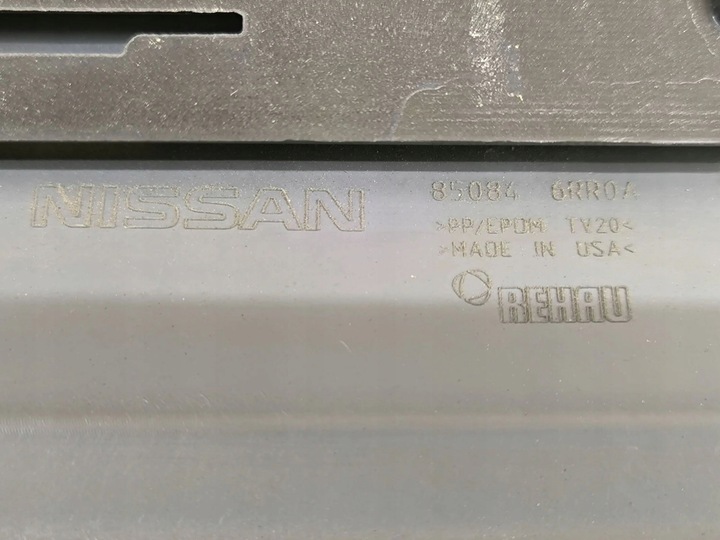 NISSAN
85084 6RR0A
>PP/EPDM TV20<
>MADE IN USA<
REHAU